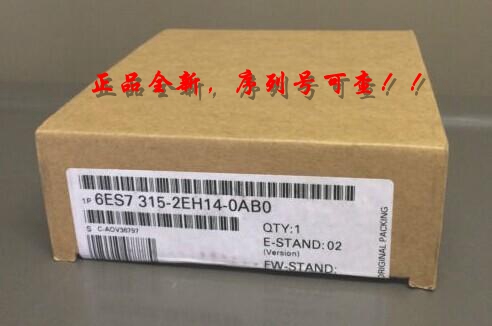 正品全新，序列号可查！！
1P 6ES7 315-2EH14-0AB0
S C-AOV36797
QTY:1
E-STAND: 02
(Version)
FW-STAND:
ORIGINAL PACKING